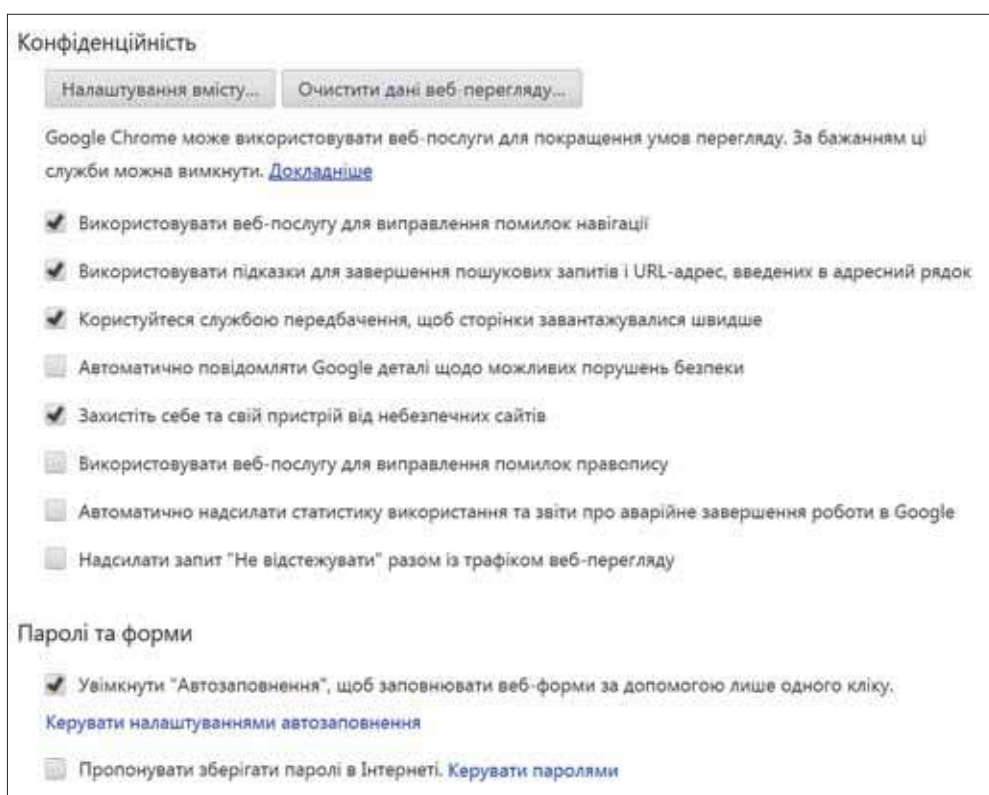 Конфіденційність
Налаштування вмісту... Очистити дані веб-перегляду...
Google Chrome може використовувати веб-послуги для покращення умов перегляду. За бажанням ці
служби можна вимкнути. Докладніше
Використовувати веб-послугу для виправлення помилок навігації
Використовувати підказки для завершення пошукових запитів і URL-адрес, введених в адресний рядок
Користуйтеся службою передбачення, щоб сторінки завантажувалися швидше
Автоматично повідомляти Google деталі щодо можливих порушень безпеки
Захистіть себе та свій пристрій від небезпечних сайтів
Використовувати веб-послугу для виправлення помилок правопису
Автоматично надсилати статистику використання та звіти про аварійне завершення роботи в Google
Надсилати запит "Не відстежувати" разом із трафіком веб-перегляду
Паролі та форми
Увімкнути "Автозаповнення", щоб заповнювати веб-форми за допомогою лише одного кліку.
Керувати налаштуваннями автозаповнення
Пропонувати зберігати паролі в Інтернеті. Керувати паролями